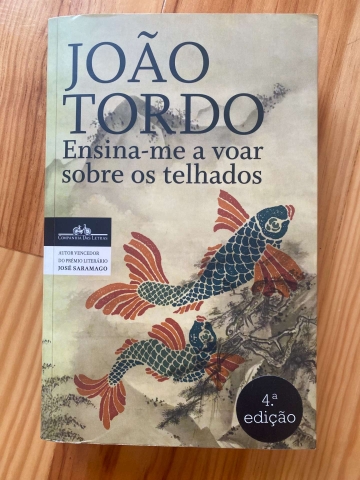 JOÃO
TORDO
Ensina-me a voar
sobre os telhados
COMPANHIA DAS LETRAS
AUTOR VENCEDOR
DO PRÉMIO LITERÁRIO
JOSÉ SARAMAGO
4.ª
edição